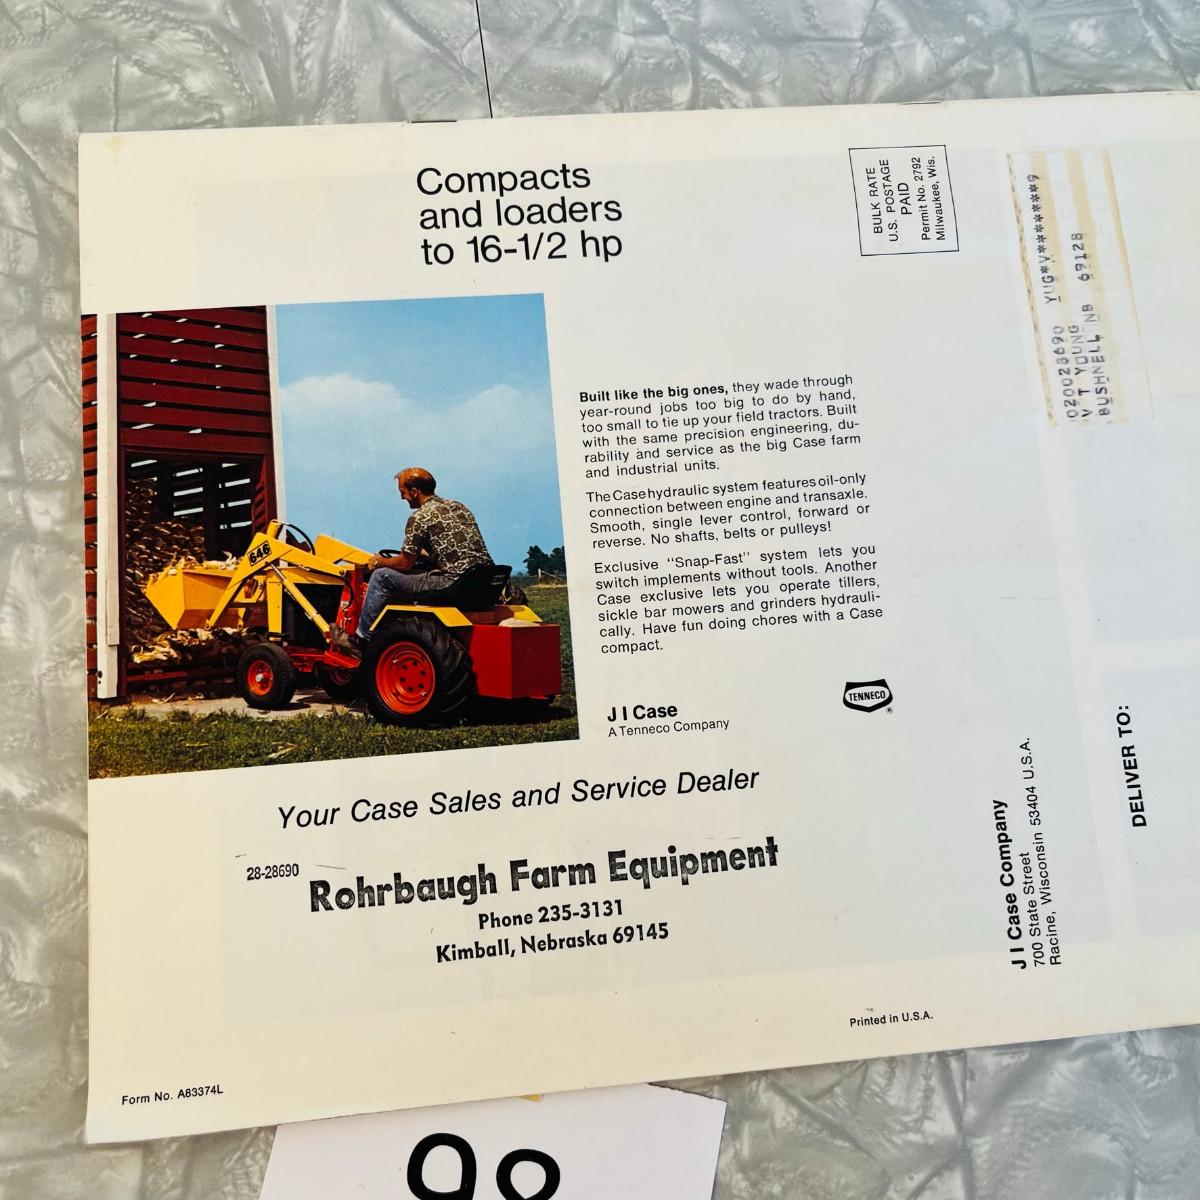 Compacts
and loaders
to 16-1/2 hp
BULK RATE
U.S. POSTAGE
PAID
Permit No. 2792
Milwaukee, Wis.
020028690 YUG*V********9
V T YOUNG
BUSHNELL NB 69128
646
Built like the big ones, they wade through
year-round jobs too big to do by hand,
too small to tie up your field tractors. Built
with the same precision engineering, du-
rability and service as the big Case farm
and industrial units.
The Case hydraulic system features oil-only
connection between engine and transaxle.
Smooth, single lever control, forward or
reverse. No shafts, belts or pulleys!
Exclusive "Snap-Fast" system lets you
switch implements without tools. Another
Case exclusive lets you operate tillers,
sickle bar mowers and grinders hydrauli-
cally. Have fun doing chores with a Case
compact.
J I Case
A Tenneco Company
TENNECO
®
Your Case Sales and Service Dealer
28-28690
Rohrbaugh Farm Equipment
Phone 235-3131
Kimball, Nebraska 69145
J I Case Company
700 State Street
Racine, Wisconsin 53404 U.S.A.
DELIVER TO:
Printed in U.S.A.
Form No. A83374L
98